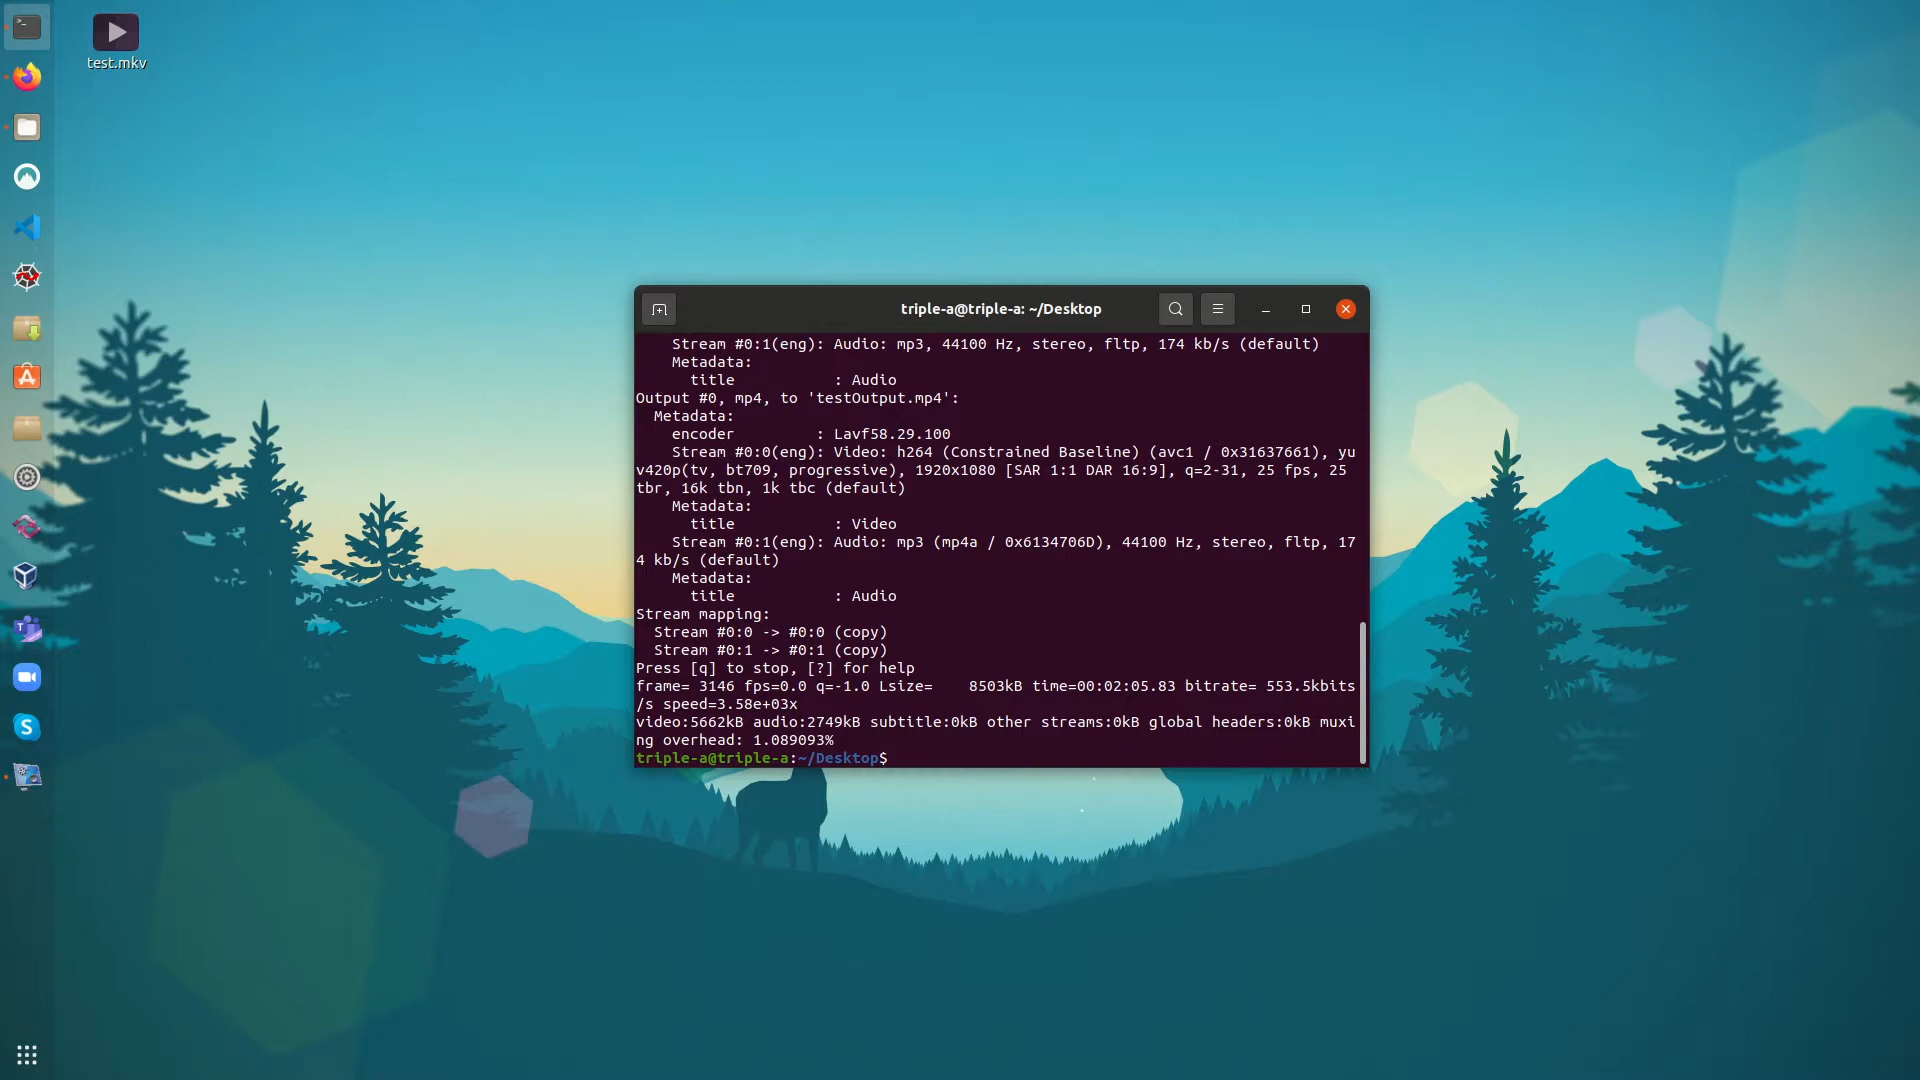 test.mkv
triple-a@triple-a: ~/Desktop
Stream #0:1(eng): Audio: mp3, 44100 Hz, stereo, fltp, 174 kb/s (default)
Metadata:
title : Audio
Output #0, mp4, to 'testOutput.mp4':
Metadata:
encoder : Lavf58.29.100
Stream #0:0(eng): Video: h264 (Constrained Baseline) (avc1 / 0x31637661), yu
v420p(tv, bt709, progressive), 1920x1080 [SAR 1:1 DAR 16:9], q=2-31, 25 fps, 25
tbr, 16k tbn, 1k tbc (default)
Metadata:
title : Video
Stream #0:1(eng): Audio: mp3 (mp4a / 0x6134706D), 44100 Hz, stereo, fltp, 17
4 kb/s (default)
Metadata:
title : Audio
Stream mapping:
Stream #0:0 -> #0:0 (copy)
Stream #0:1 -> #0:1 (copy)
Press [q] to stop, [?] for help
frame= 3146 fps=0.0 q=-1.0 Lsize= 8503kB time=00:02:05.83 bitrate= 553.5kbits
/s speed=3.58e+03x
video:5662kB audio:2749kB subtitle:0kB other streams:0kB global headers:0kB muxi
ng overhead: 1.089093%
triple-a@triple-a:~/Desktop$